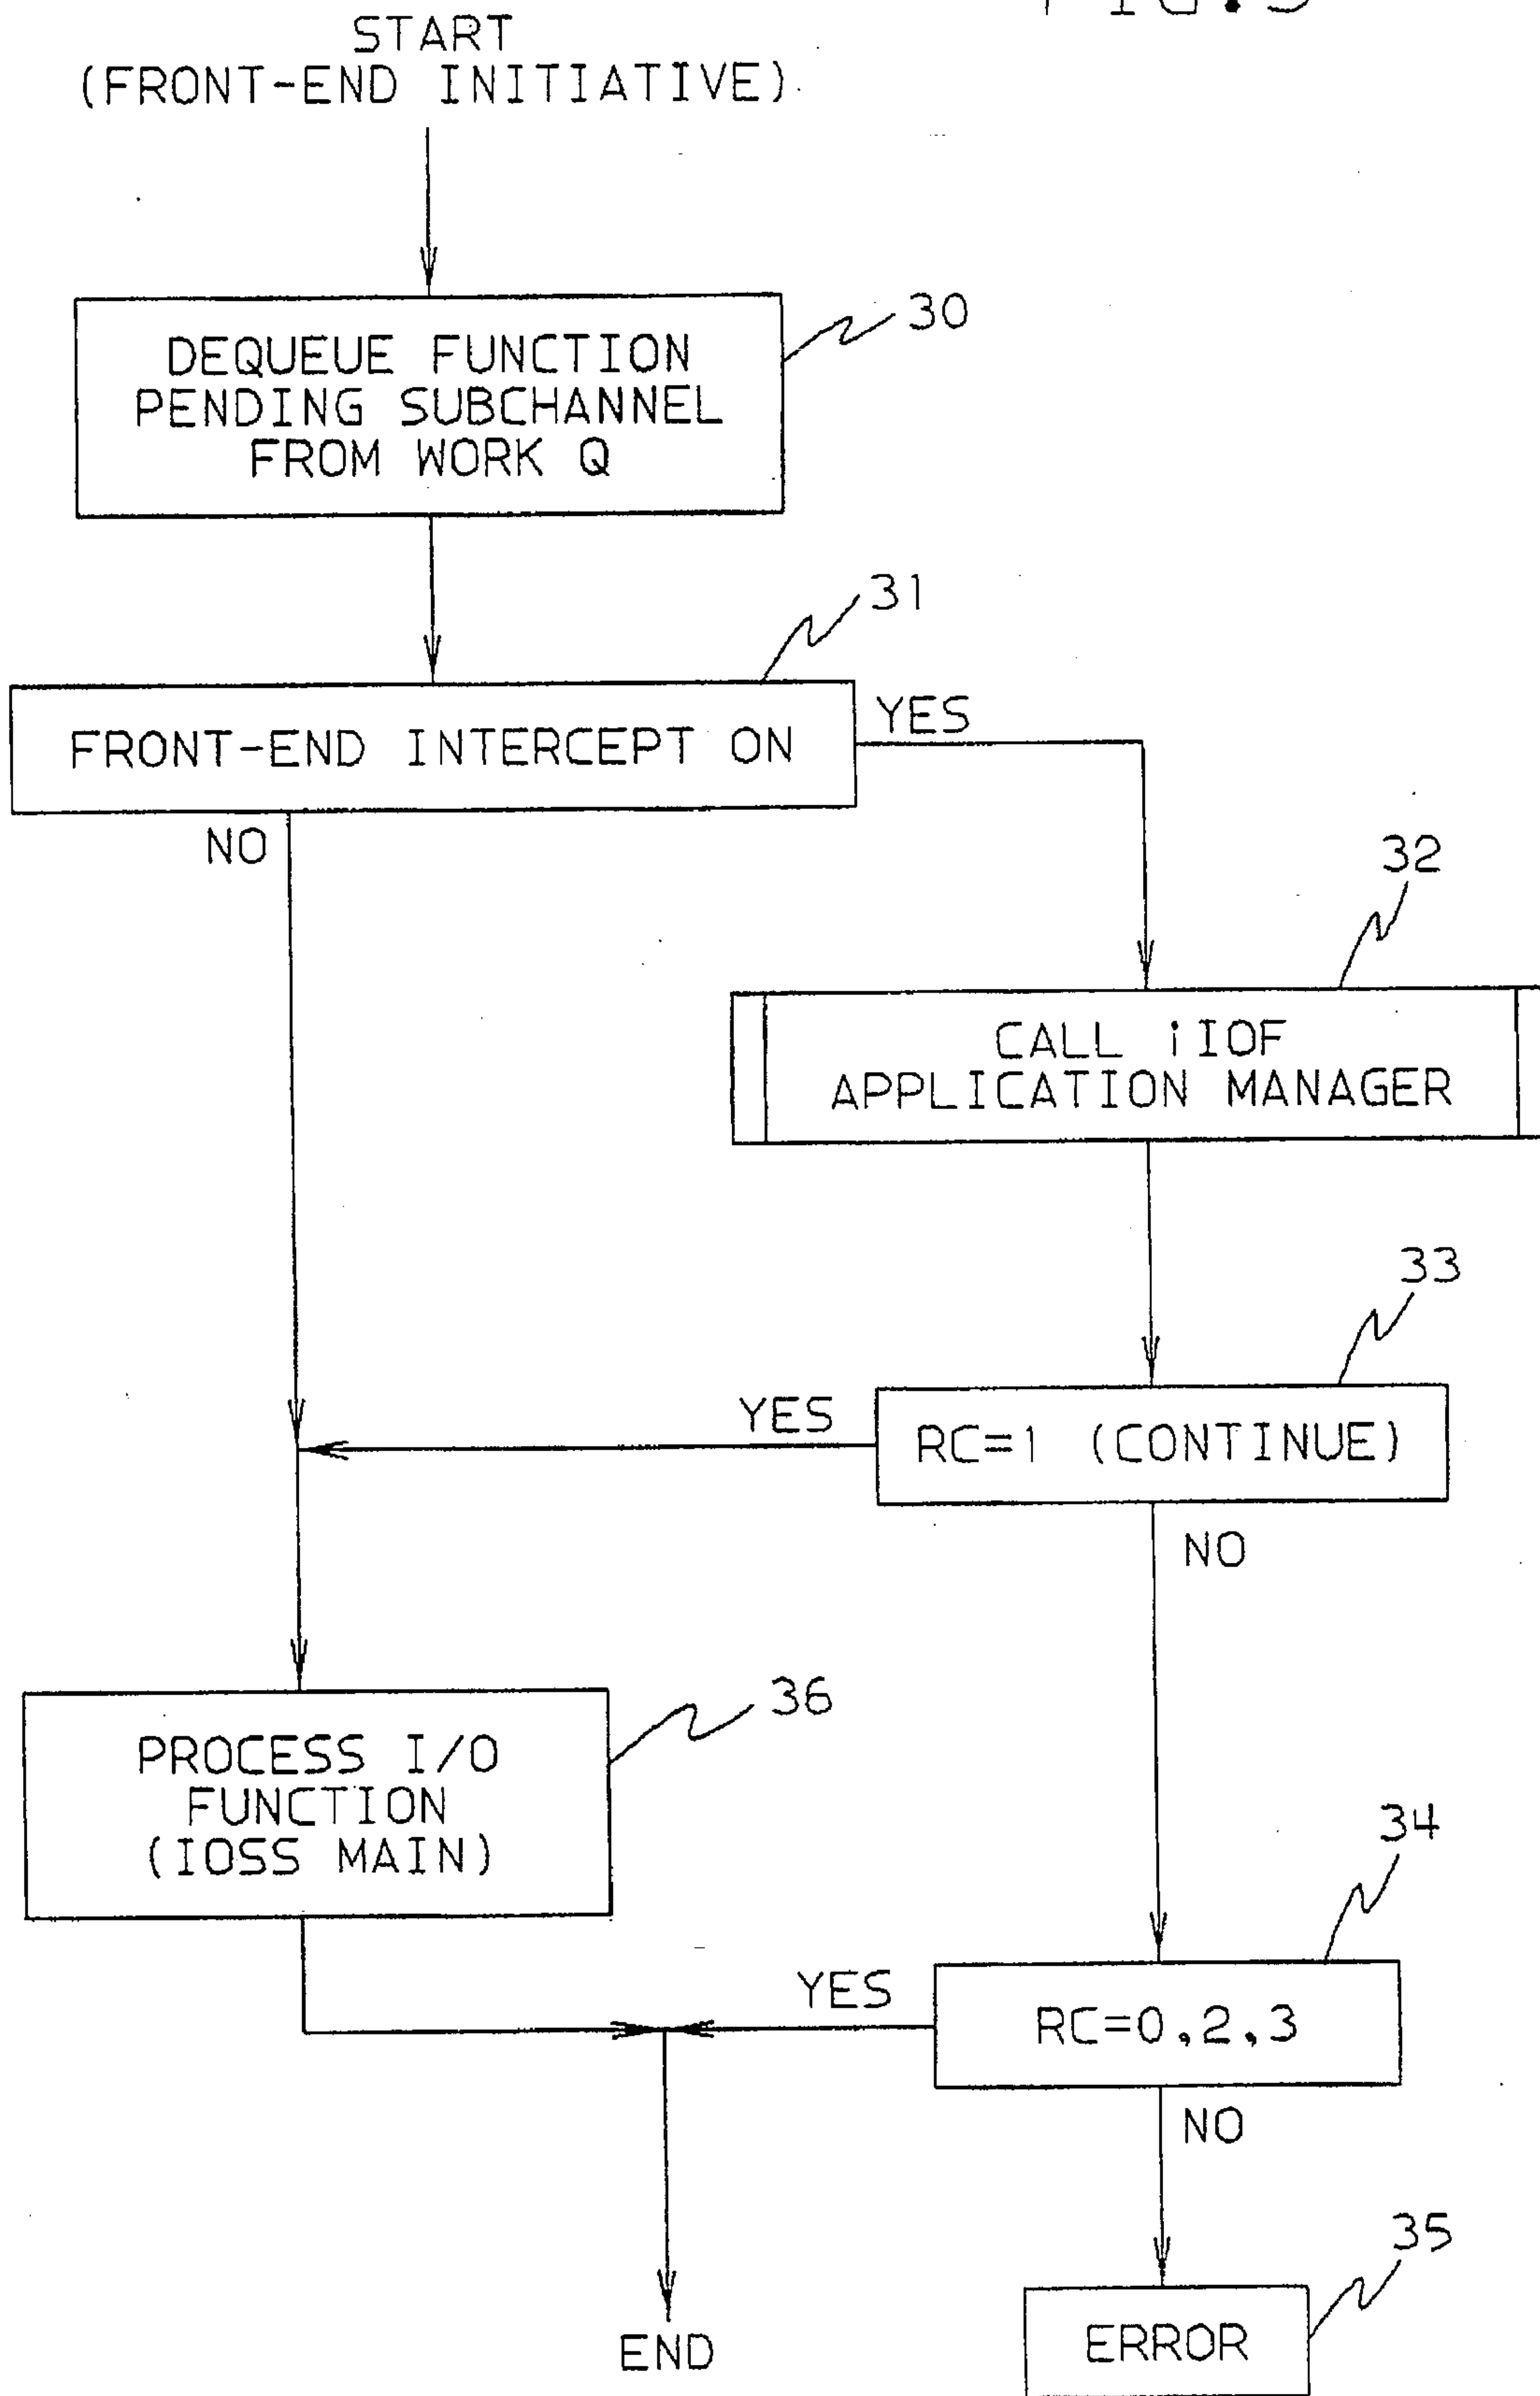 START
(FRONT-END INITIATIVE)
30
DEQUEUE FUNCTION
PENDING SUBCHANNEL
FROM WORK Q
31
FRONT-END INTERCEPT ON
YES
NO
32
CALL iIOF
APPLICATION MANAGER
33
YES
RC=1 (CONTINUE)
NO
36
PROCESS I/O
FUNCTION
(IOSS MAIN)
34
YES
RC=0,2,3
NO
35
END
ERROR